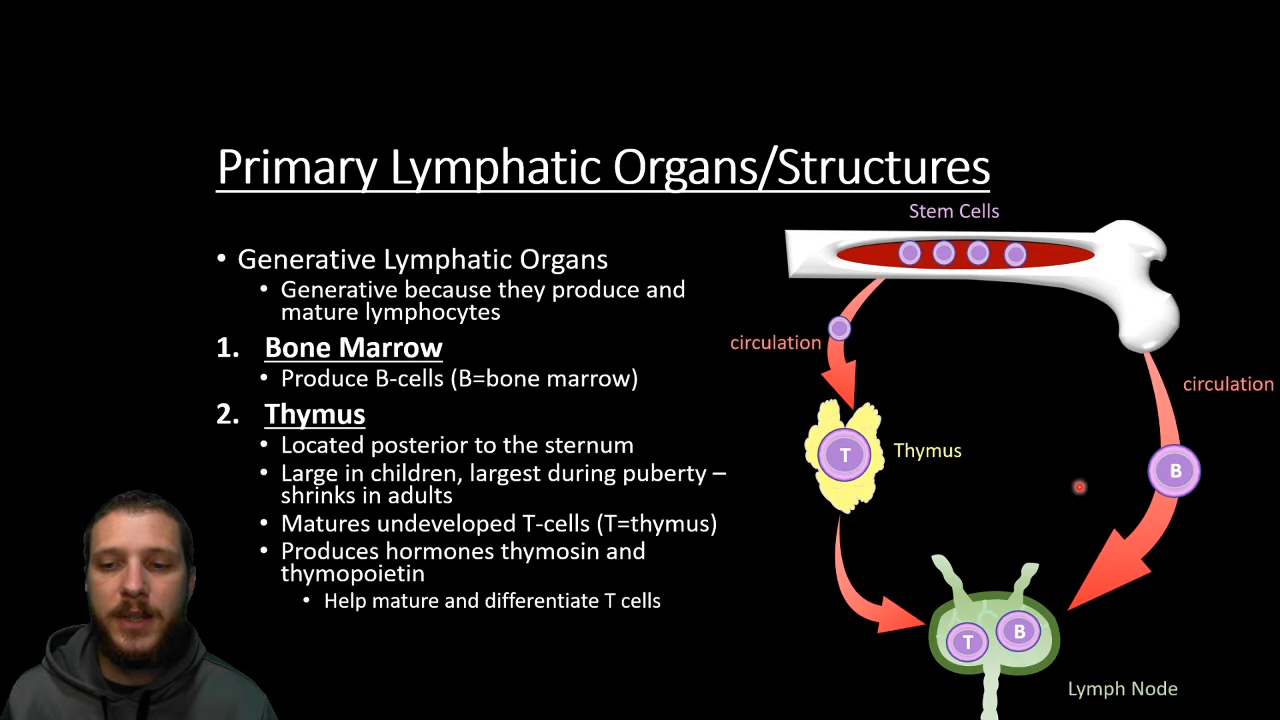 Primary Lymphatic Organs/Structures
• Generative Lymphatic Organs
• Generative because they produce and
mature lymphocytes
1. Bone Marrow
• Produce B-cells (B=bone marrow)
2. Thymus
• Located posterior to the sternum
• Large in children, largest during puberty –
shrinks in adults
• Matures undeveloped T-cells (T=thymus)
• Produces hormones thymosin and
thymopoietin
• Help mature and differentiate T cells
Stem Cells
circulation
circulation
T
Thymus
B
T
B
Lymph Node